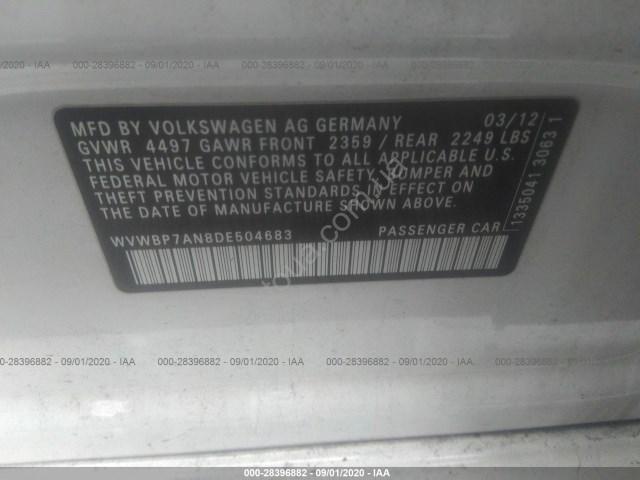 000-28396882 - 09/01/2020 - IAA
MFD BY VOLKSWAGEN AG GERMANY 03/12
GVWR 4497 GAWR FRONT 2359 / REAR 2249 LBS
THIS VEHICLE CONFORMS TO ALL APPLICABLE U.S.
FEDERAL MOTOR VEHICLE SAFETY, BUMPER AND
THEFT PREVENTION STANDARDS IN EFFECT ON
THE DATE OF MANUFACTURE SHOWN ABOVE.
WVWBP7AN8DE504683 PASSENGER CAR
1335041 3063 1
000-28396882 - 09/01/2020 - IAA
000-28396882 - 09/01/2020 - IAA
000-28396882 - 09/01/2020 - IAA
000-28396882 - 09/01/2020 - IAA